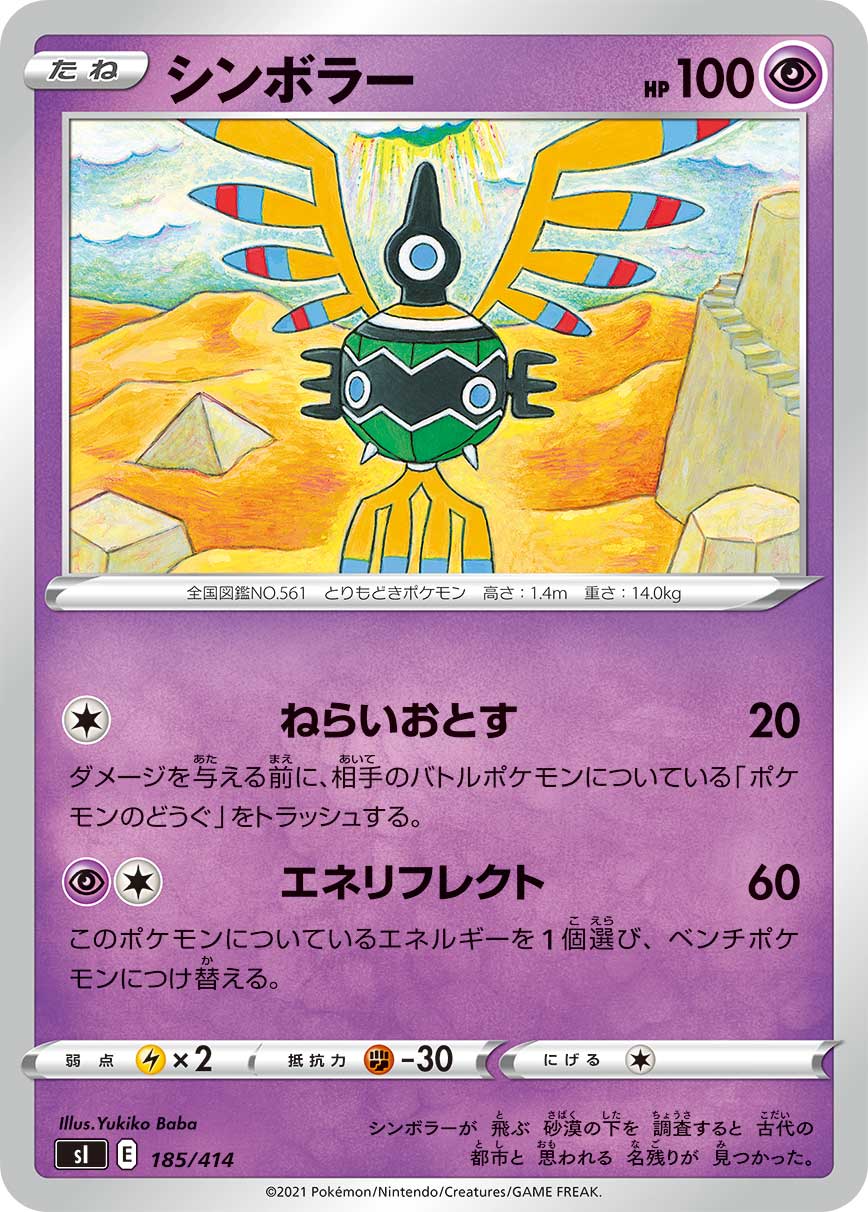 たね シンボラー HP 100
全国図鑑NO.561 とりもどきポケモン 高さ:1.4m 重さ:14.0kg
ねらいおとす 20
ダメージを与える前に、相手のバトルポケモンについている「ポケ
モンのどうぐ」をトラッシュする。
エネリフレクト 60
このポケモンについているエネルギーを1個選び、ベンチポケ
モンにつけ替える。
弱点 ×2 抵抗力 -30 にげる
Illus.Yukiko Baba
sI E 185/414
シンボラーが 飛ぶ 砂漠の下を 調査すると 古代の
都市と 思われる 名残りが 見つかった。
©2021 Pokémon/Nintendo/Creatures/GAME FREAK.